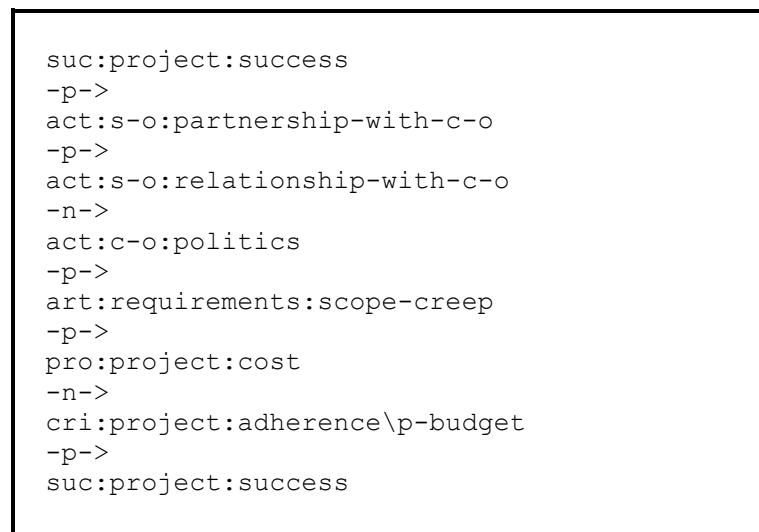 suc:project:success
-p->
act:s-o:partnership-with-c-o
-p->
act:s-o:relationship-with-c-o
-n->
act:c-o:politics
-p->
art:requirements:scope-creep
-p->
pro:project:cost
-n->
cri:project:adherence\p-budget
-p->
suc:project:success